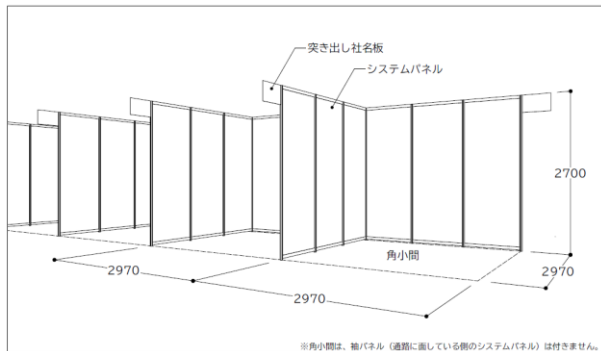 突き出し社名板
システムパネル
2700
角小間
2970
2970
2970
※角小間は、袖パネル（通路に面している側のシステムパネル）は付きません。